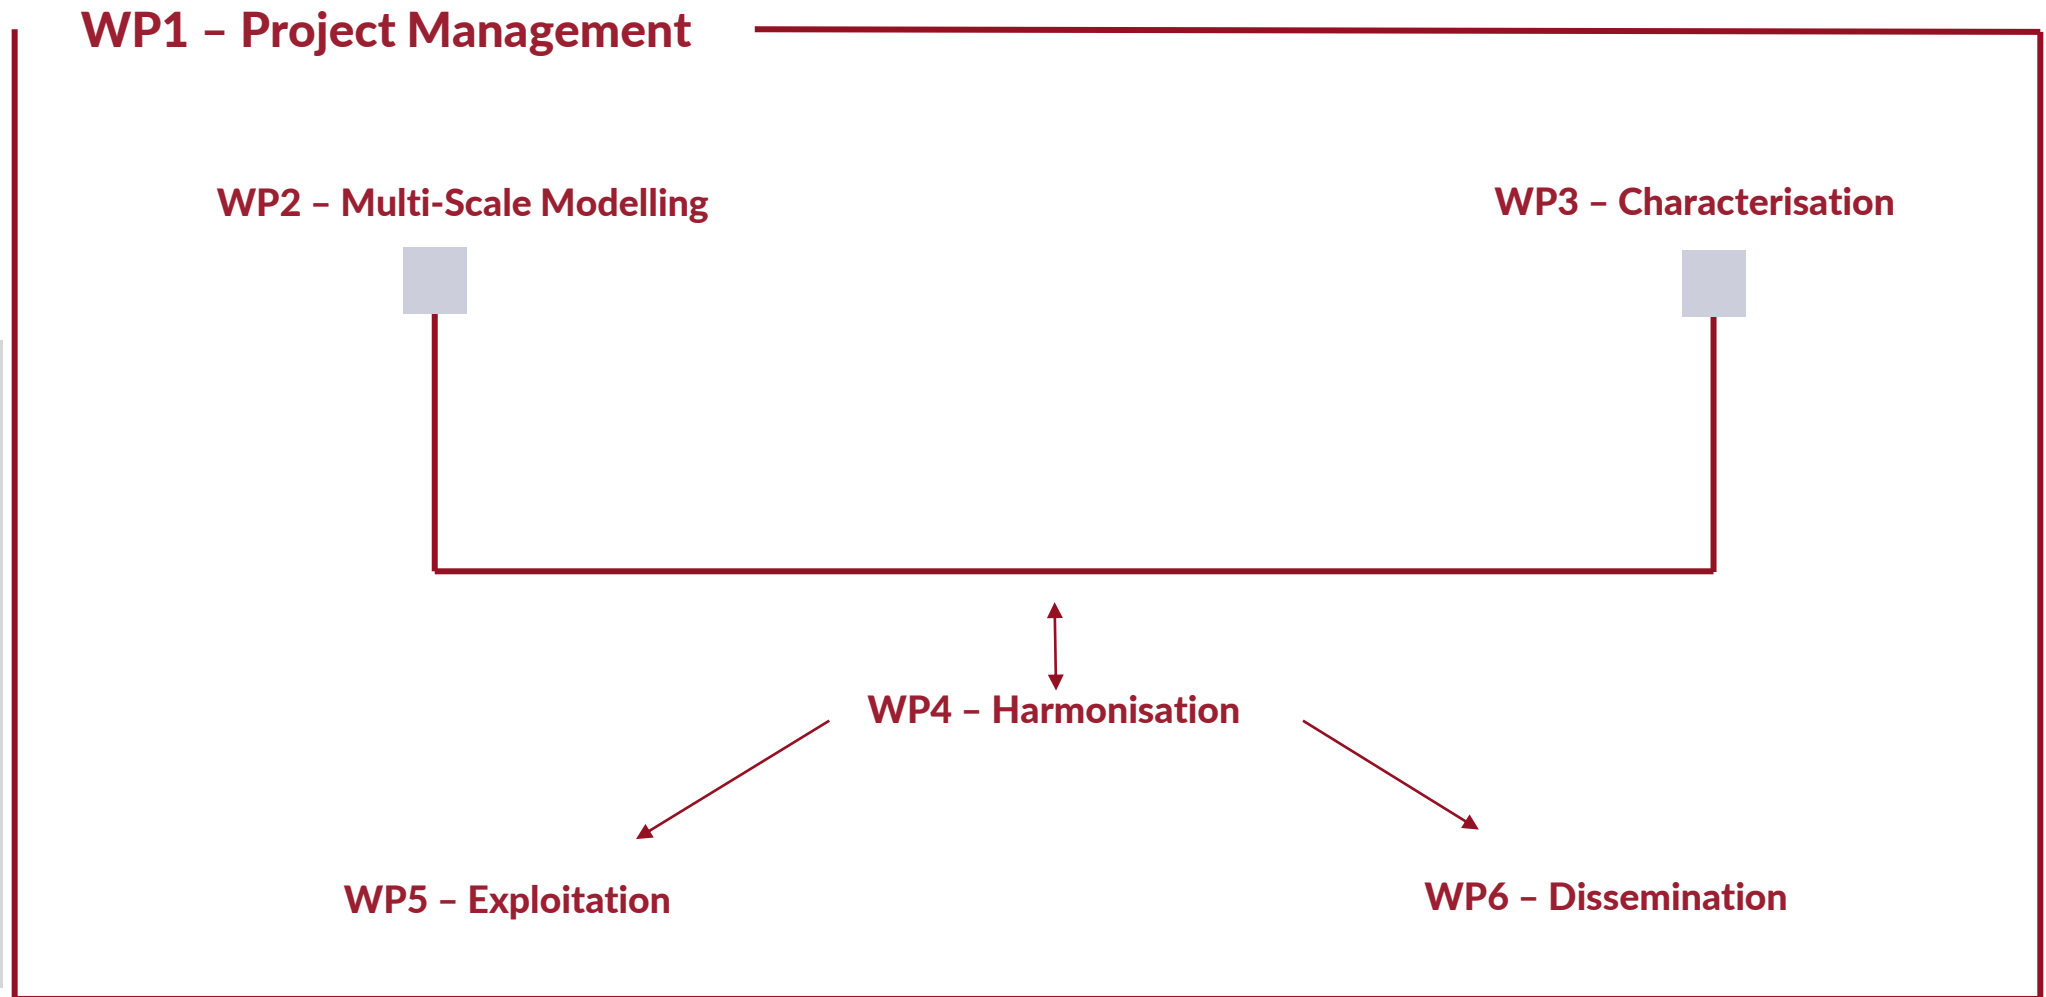 WP1 – Project Management
WP2 – Multi-Scale Modelling
WP3 – Characterisation
WP4 – Harmonisation
WP5 – Exploitation
WP6 – Dissemination